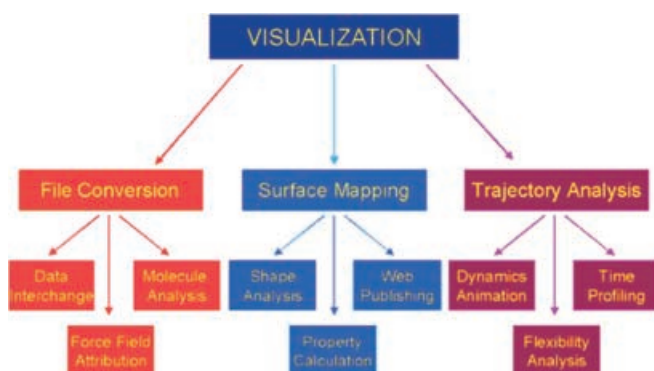 VISUALIZATION
File Conversion
Surface Mapping
Trajectory Analysis
Data
Interchange
Molecule
Analysis
Shape
Analysis
Web
Publishing
Dynamics
Animation
Time
Profiling
Force Field
Attribution
Property
Calculation
Flexibility
Analysis